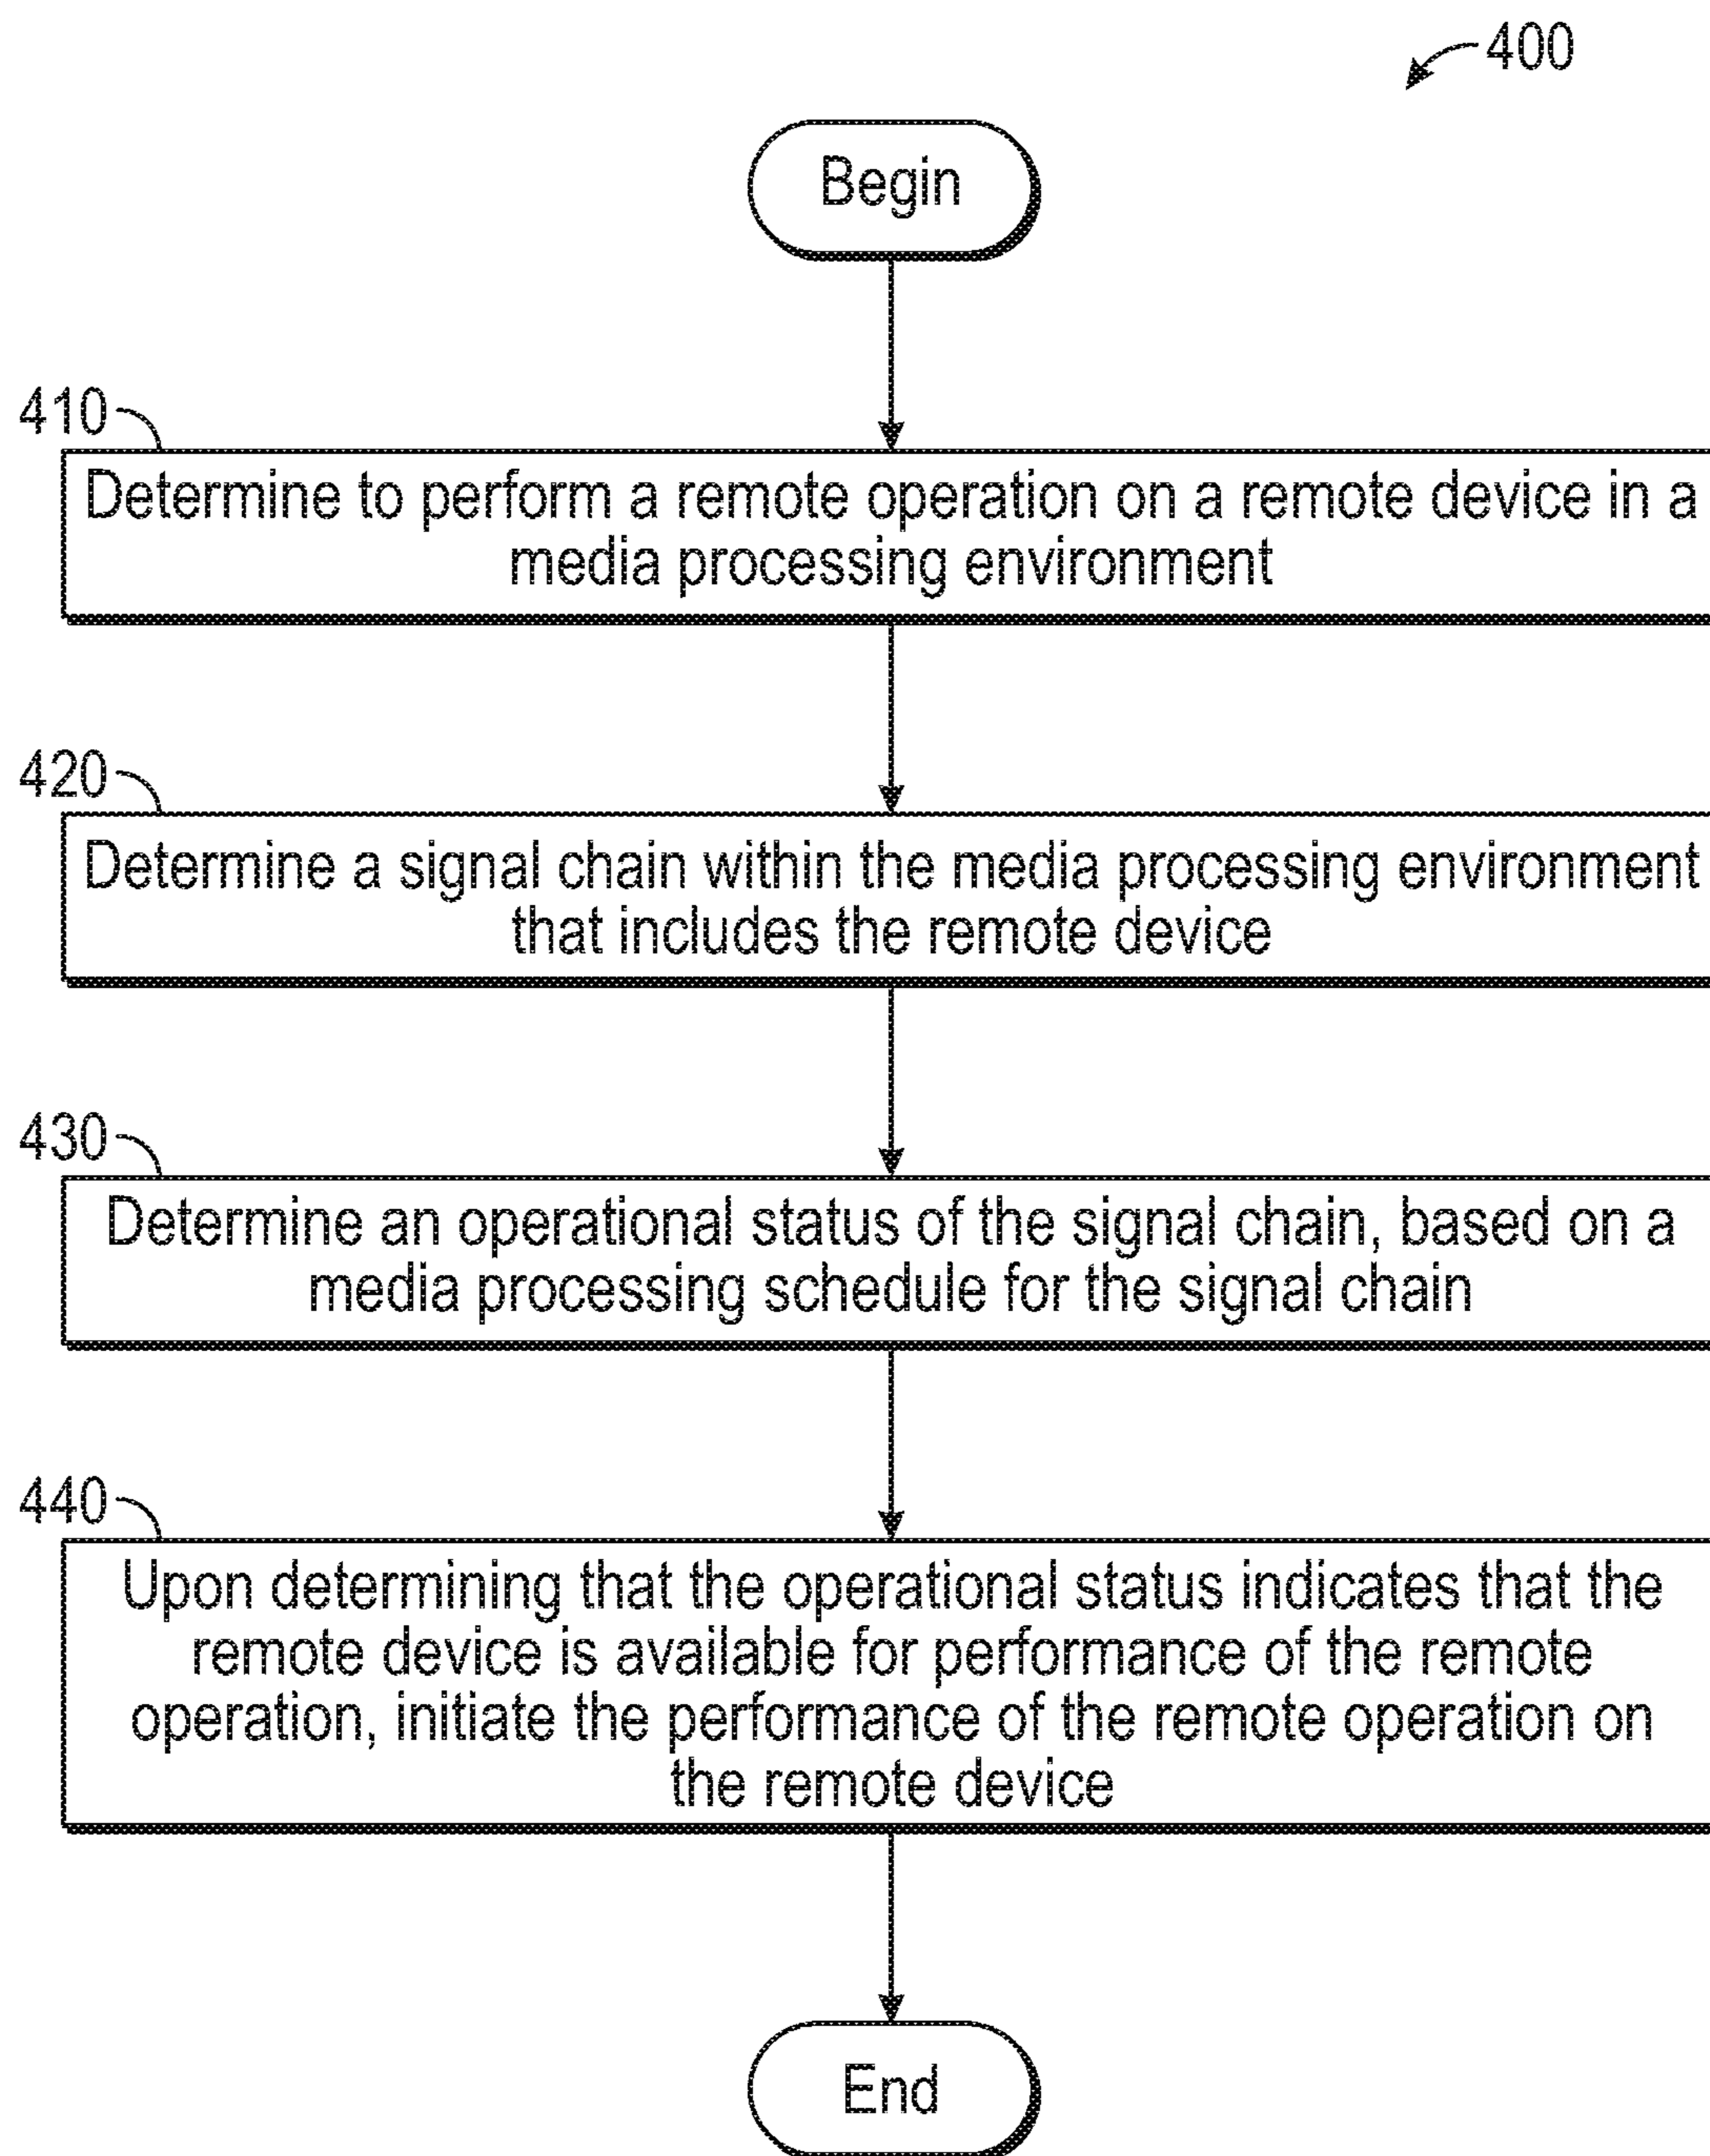 400
Begin
410
Determine to perform a remote operation on a remote device in a
media processing environment
420
Determine a signal chain within the media processing environment
that includes the remote device
430
Determine an operational status of the signal chain, based on a
media processing schedule for the signal chain
440
Upon determining that the operational status indicates that the
remote device is available for performance of the remote
operation, initiate the performance of the remote operation on
the remote device
End